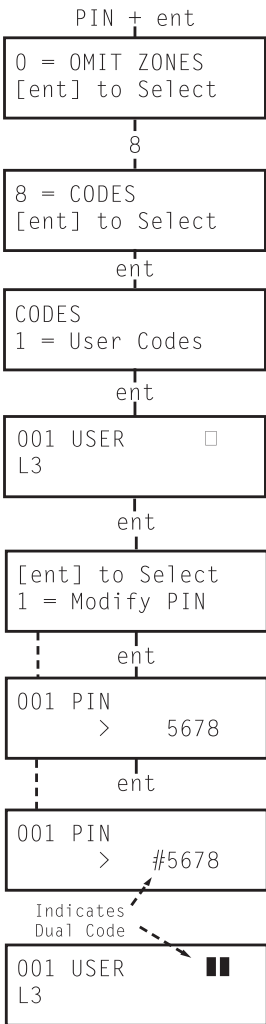 PIN + ent
0 = OMIT ZONES
[ent] to Select
8
8 = CODES
[ent] to Select
ent
CODES
1 = User Codes
ent
001 USER
L3
ent
[ent] to Select
1 = Modify PIN
ent
001 PIN
> 5678
ent
001 PIN
> #5678
Indicates
Dual Code
001 USER
L3